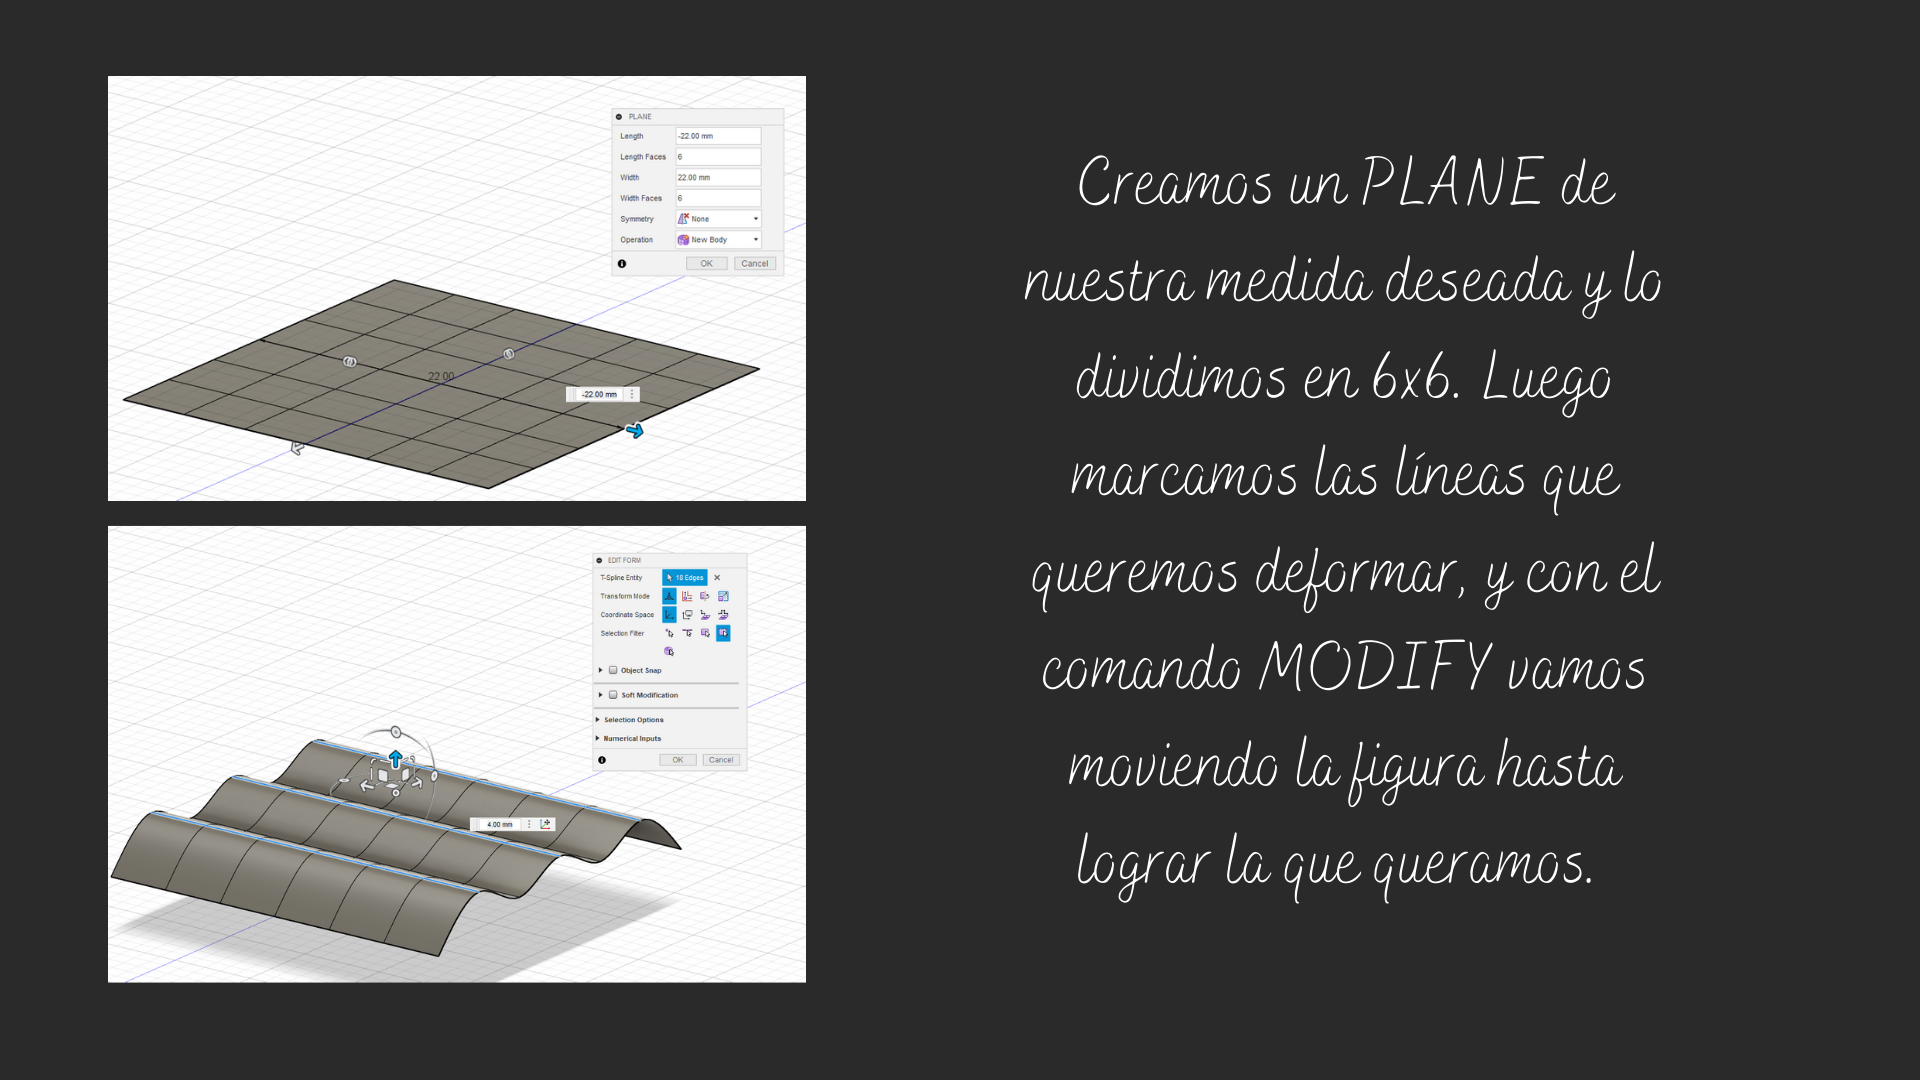 PLANE
Length -22.00 mm
Length Faces 6
Width 22.00 mm
Width Faces 6
Symmetry None
Operation New Body
OK Cancel
22.00
-22.00 mm
EDIT FORM
T-Spline Entity 18 Edges
Transform Mode
Coordinate Space
Selection Filter
Object Snap
Soft Modification
Selection Options
Numerical Inputs
OK Cancel
4.00 mm
Creamos un PLANE de
nuestra medida deseada y lo
dividimos en 6x6. Luego
marcamos las líneas que
queremos deformar, y con el
comando MODIFY vamos
moviendo la figura hasta
lograr la que queramos.